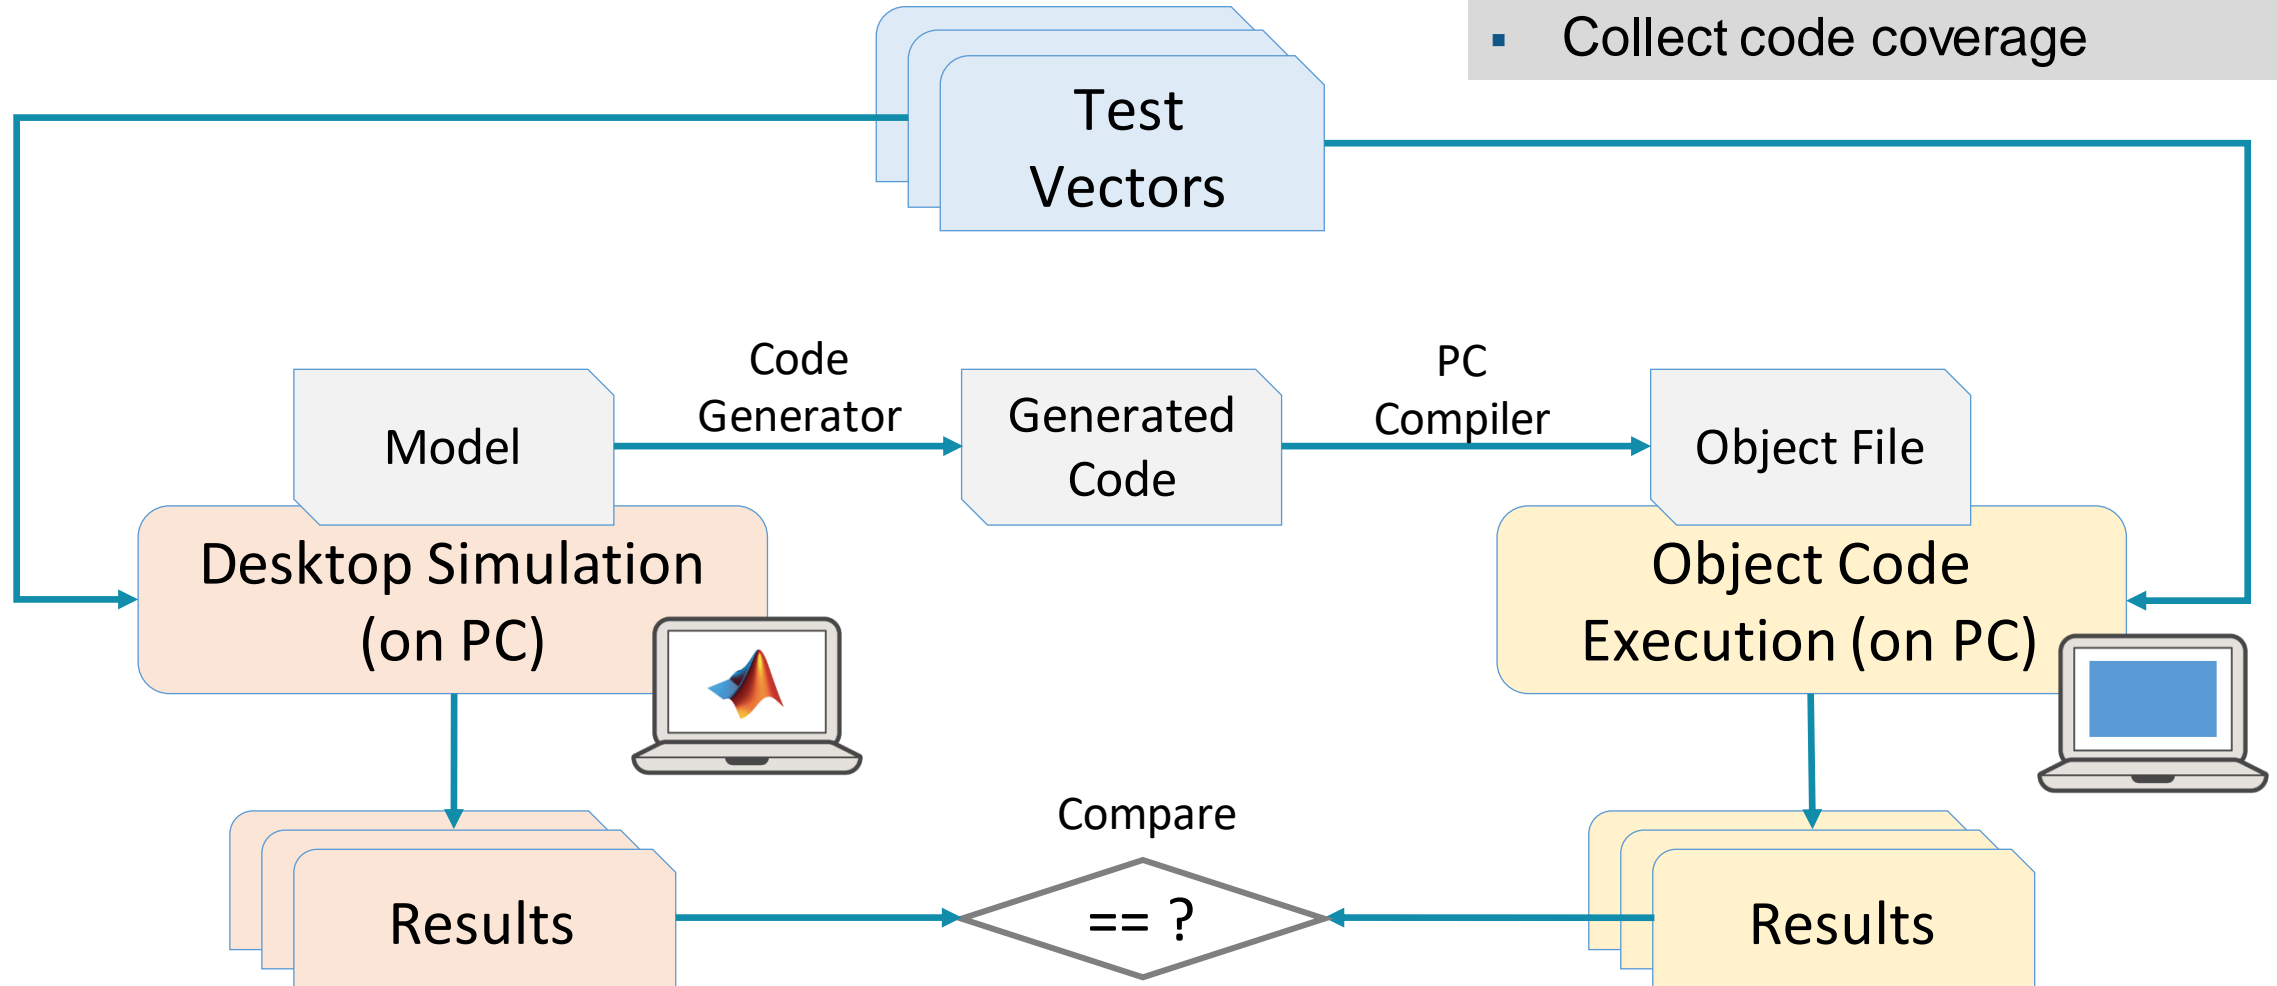 ▪ Collect code coverage
Test
Vectors
Code
Generator
PC
Compiler
Model
Generated
Code
Object File
Desktop Simulation
(on PC)
Object Code
Execution (on PC)
Compare
Results
== ?
Results